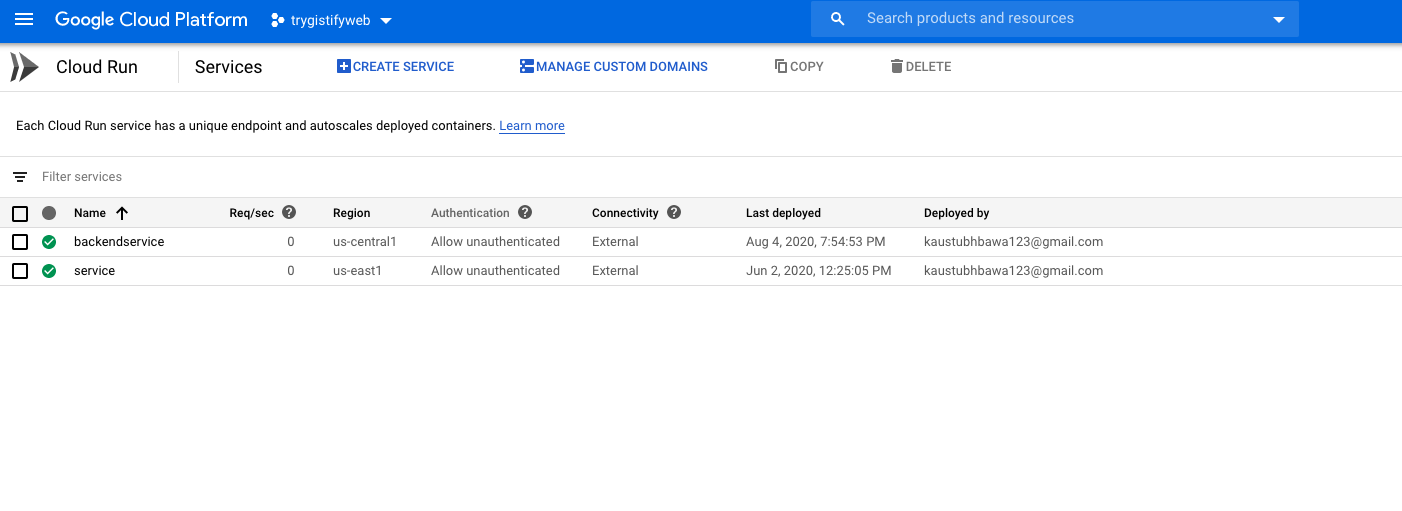 Google Cloud Platform trygistifyweb Search products and resources
Cloud Run Services CREATE SERVICE MANAGE CUSTOM DOMAINS COPY DELETE
Each Cloud Run service has a unique endpoint and autoscales deployed containers. Learn more
Filter services
Name Req/sec ? Region Authentication ? Connectivity ? Last deployed Deployed by
backendservice 0 us-central1 Allow unauthenticated External Aug 4, 2020, 7:54:53 PM kaustubhbawa123@gmail.com
service 0 us-east1 Allow unauthenticated External Jun 2, 2020, 12:25:05 PM kaustubhbawa123@gmail.com